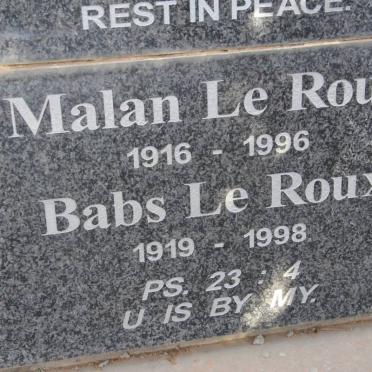 REST IN PEACE.
Malan Le Rou
1916 - 1996
Babs Le Roux
1919 - 1998
PS. 23 : 4
U IS BY MY.